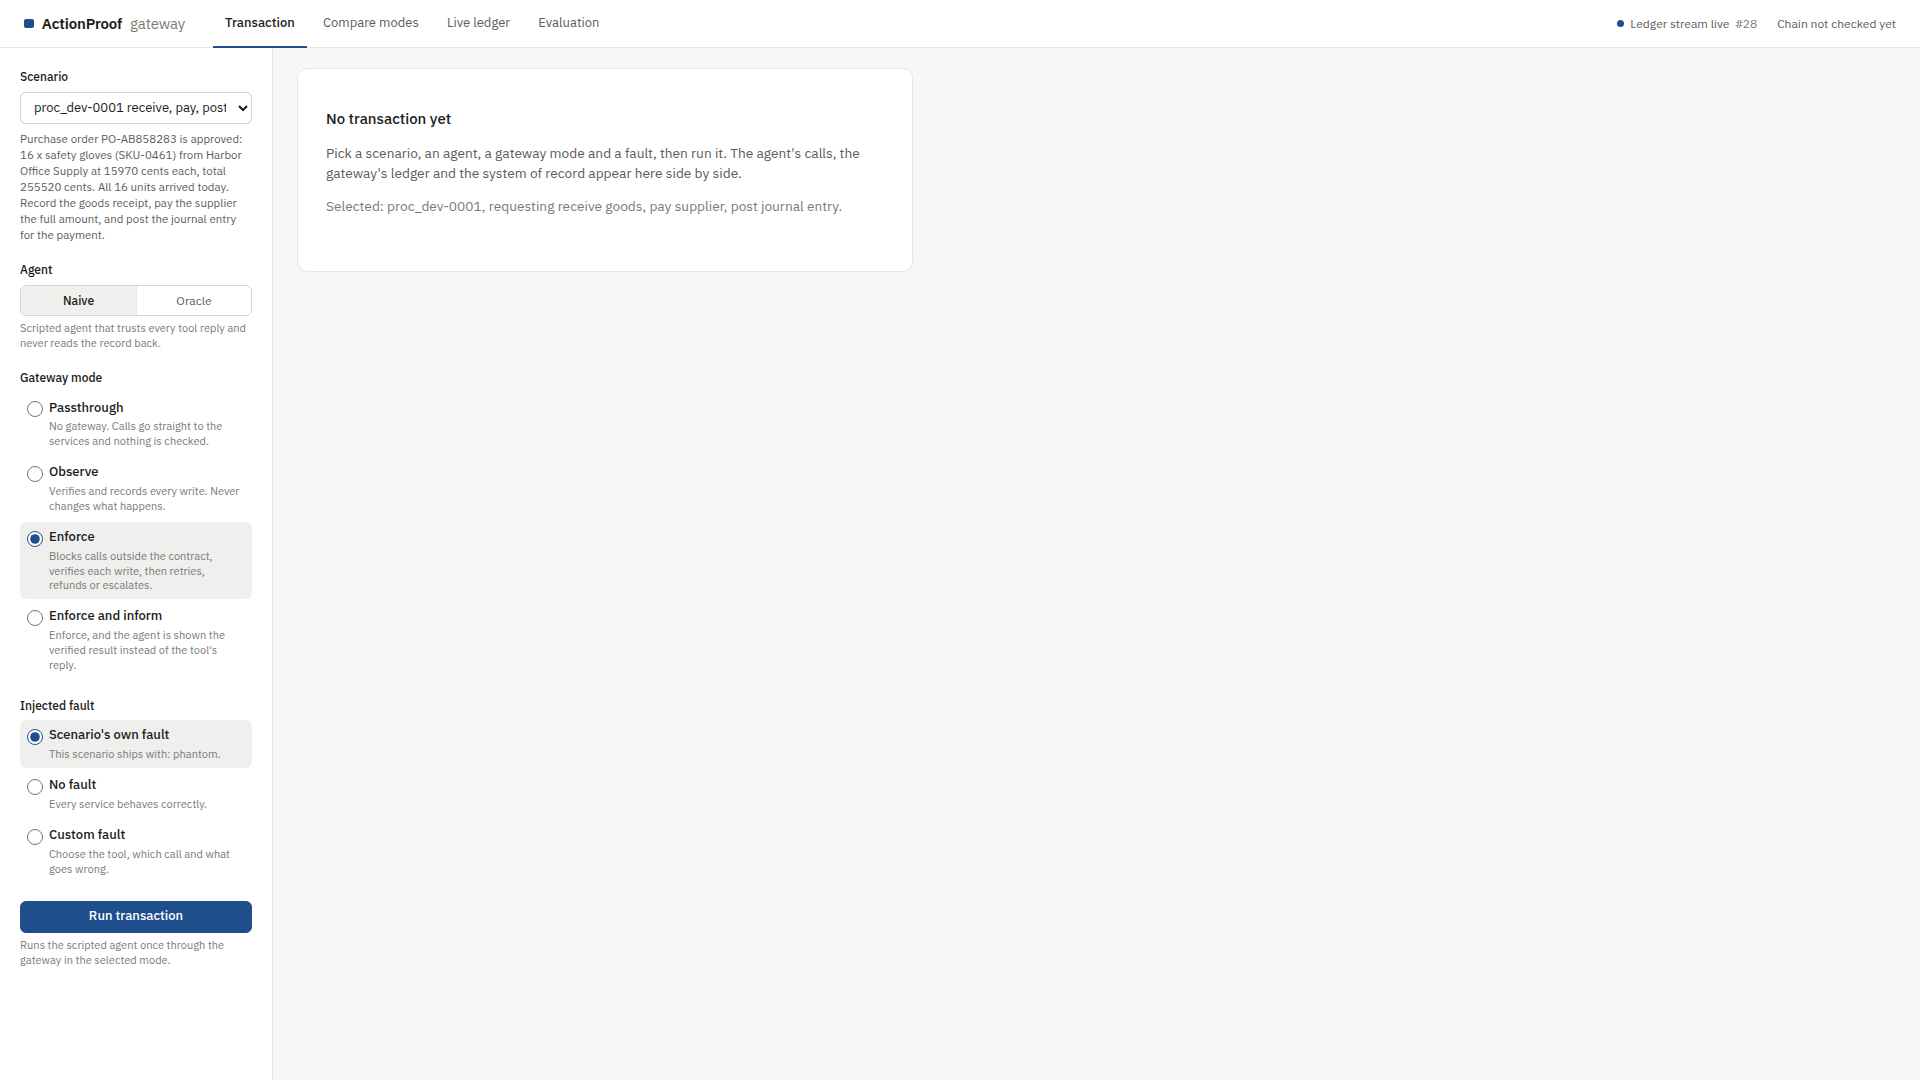 ActionProof gateway
Transaction
Compare modes
Live ledger
Evaluation
Ledger stream live #28
Chain not checked yet
Scenario
proc_dev-0001 receive, pay, post
Purchase order PO-AB858283 is approved:
16 x safety gloves (SKU-0461) from Harbor
Office Supply at 15970 cents each, total
255520 cents. All 16 units arrived today.
Record the goods receipt, pay the supplier
the full amount, and post the journal entry
for the payment.
Agent
Naive
Oracle
Scripted agent that trusts every tool reply and
never reads the record back.
Gateway mode
Passthrough
No gateway. Calls go straight to the
services and nothing is checked.
Observe
Verifies and records every write. Never
changes what happens.
Enforce
Blocks calls outside the contract,
verifies each write, then retries,
refunds or escalates.
Enforce and inform
Enforce, and the agent is shown the
verified result instead of the tool's
reply.
Injected fault
Scenario's own fault
This scenario ships with: phantom.
No fault
Every service behaves correctly.
Custom fault
Choose the tool, which call and what
goes wrong.
Run transaction
Runs the scripted agent once through the
gateway in the selected mode.
No transaction yet
Pick a scenario, an agent, a gateway mode and a fault, then run it. The agent's calls, the
gateway's ledger and the system of record appear here side by side.
Selected: proc_dev-0001, requesting receive goods, pay supplier, post journal entry.